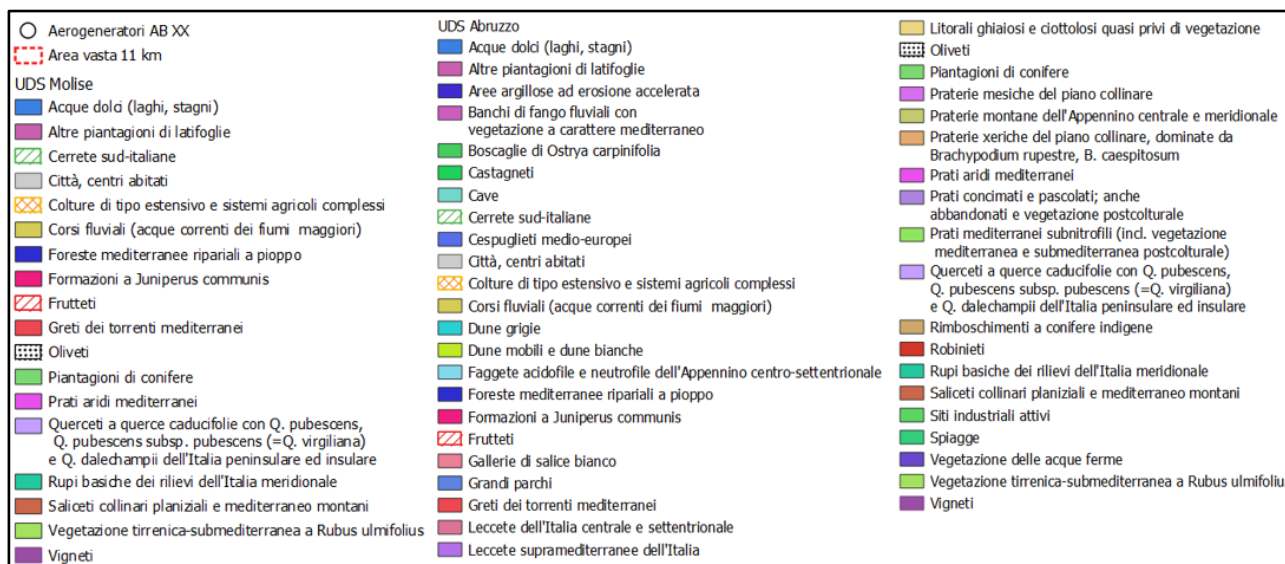 Aerogeneratori AB XX
Area vasta 11 km
UDS Molise
Acque dolci (laghi, stagni)
Altre piantagioni di latifoglie
Cerrete sud-italiane
Città, centri abitati
Colture di tipo estensivo e sistemi agricoli complessi
Corsi fluviali (acque correnti dei fiumi maggiori)
Foreste mediterranee ripariali a pioppo
Formazioni a Juniperus communis
Frutteti
Greti dei torrenti mediterranei
Oliveti
Piantagioni di conifere
Prati aridi mediterranei
Querceti a querce caducifolie con Q. pubescens,
Q. pubescens subsp. pubescens (=Q. virgiliana)
e Q. dalechampii dell'Italia peninsulare ed insulare
Rupi basiche dei rilievi dell'Italia meridionale
Saliceti collinari planiziali e mediterraneo montani
Vegetazione tirrenica-submediterranea a Rubus ulmifolius
Vigneti
UDS Abruzzo
Acque dolci (laghi, stagni)
Altre piantagioni di latifoglie
Aree argillose ad erosione accelerata
Banchi di fango fluviali con
vegetazione a carattere mediterraneo
Boscaglie di Ostrya carpinifolia
Castagneti
Cave
Cerrete sud-italiane
Cespuglieti medio-europei
Città, centri abitati
Colture di tipo estensivo e sistemi agricoli complessi
Corsi fluviali (acque correnti dei fiumi maggiori)
Dune grigie
Dune mobili e dune bianche
Faggete acidofile e neutrofile dell'Appennino centro-settentrionale
Foreste mediterranee ripariali a pioppo
Formazioni a Juniperus communis
Frutteti
Gallerie di salice bianco
Grandi parchi
Greti dei torrenti mediterranei
Leccete dell'Italia centrale e settentrionale
Leccete supramediterranee dell'Italia
Litorali ghiaiosi e ciottolosi quasi privi di vegetazione
Oliveti
Piantagioni di conifere
Praterie mesiche del piano collinare
Praterie montane dell'Appennino centrale e meridionale
Praterie xeriche del piano collinare, dominate da
Brachypodium rupestre, B. caespitosum
Prati aridi mediterranei
Prati concimati e pascolati; anche
abbandonati e vegetazione postcolturale
Prati mediterranei subnitrofili (incl. vegetazione
mediterranea e submediterranea postcolturale)
Querceti a querce caducifolie con Q. pubescens,
Q. pubescens subsp. pubescens (=Q. virgiliana)
e Q. dalechampii dell'Italia peninsulare ed insulare
Rimboschimenti a conifere indigene
Robinieti
Rupi basiche dei rilievi dell'Italia meridionale
Saliceti collinari planiziali e mediterraneo montani
Siti industriali attivi
Spiagge
Vegetazione delle acque ferme
Vegetazione tirrenica-submediterranea a Rubus ulmifolius
Vigneti